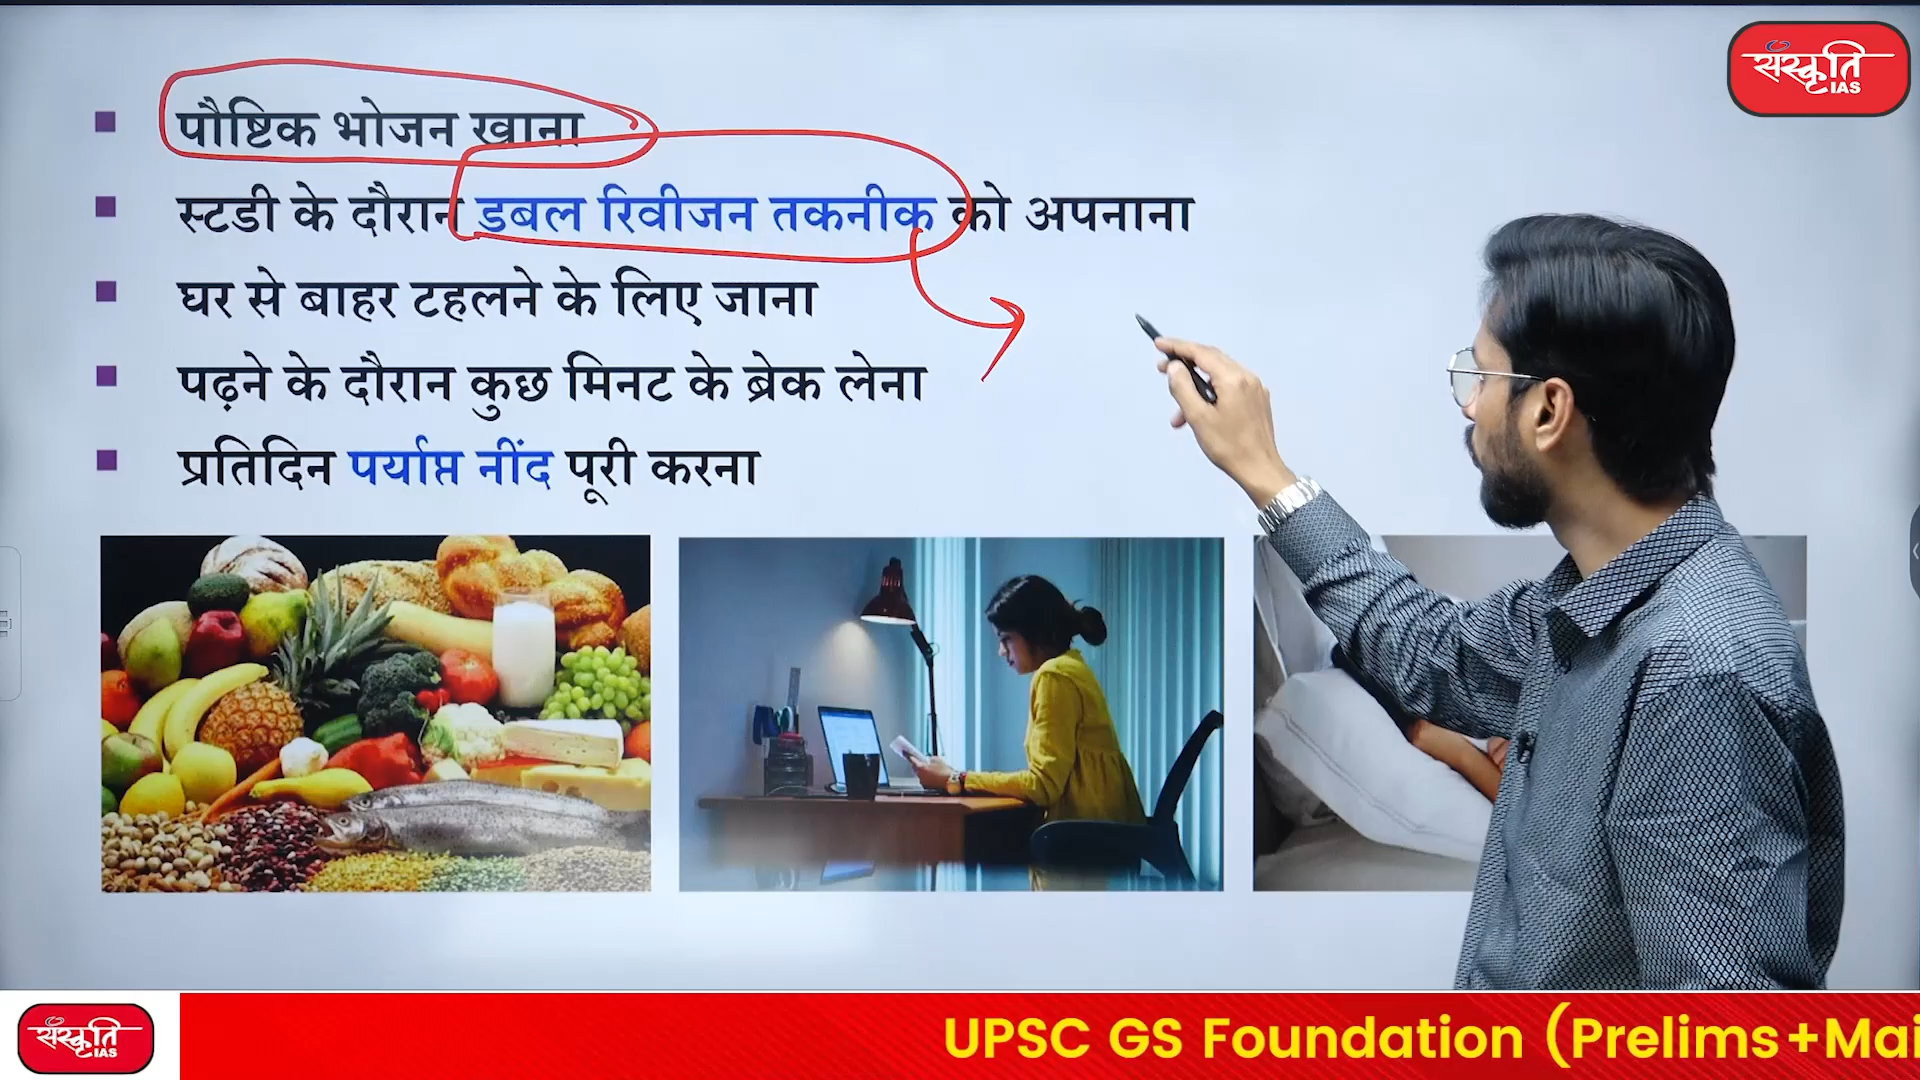 संस्कृति
IAS
पौष्टिक भोजन खाना
स्टडी के दौरान डबल रिवीजन तकनीक को अपनाना
घर से बाहर टहलने के लिए जाना
पढ़ने के दौरान कुछ मिनट के ब्रेक लेना
प्रतिदिन पर्याप्त नींद पूरी करना
संस्कृति
IAS
UPSC GS Foundation (Prelims+Mai